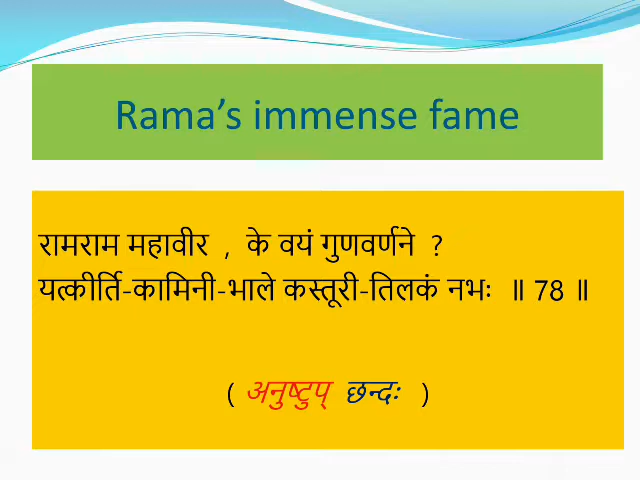 Rama’s immense fame
रामराम महावीर , के वयं गुणवर्णने ?
यत्कीर्ति-कामिनी-भाले कस्तूरी-तिलकं नभः ॥ 78 ॥
( अनुष्टुप् छन्दः )